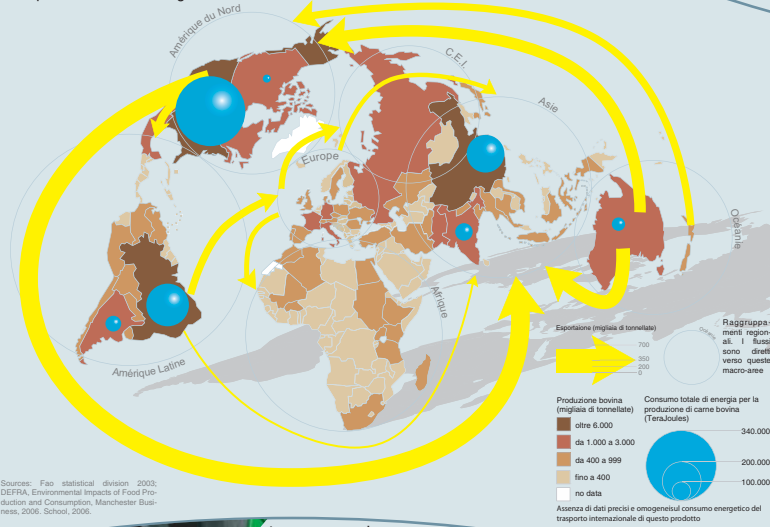 Amérique du Nord
C.E.I.
Asie
Europe
Océanie
Afrique
Amérique Latine
Esportazione (migliaia di tonnellate)
700
350
200
0
Océanie
Raggruppa-
menti region-
ali. I flussi
sono diretti
verso queste
macro-aree
Produzione bovina
(migliaia di tonnellate)
oltre 6.000
da 1.000 a 3.000
da 400 a 999
fino a 400
no data
Consumo totale di energia per la
produzione di carne bovina
(TeraJoules)
340.000
200.000
100.000
Assenza di dati precisi e omogeneisul consumo energetico del
trasporto internazionale di questo prodotto
Sources: Fao statistical division 2003;
DEFRA, Environmental Impacts of Food Pro-
duction and Consumption, Manchester Busi-
ness, 2006. School, 2006.